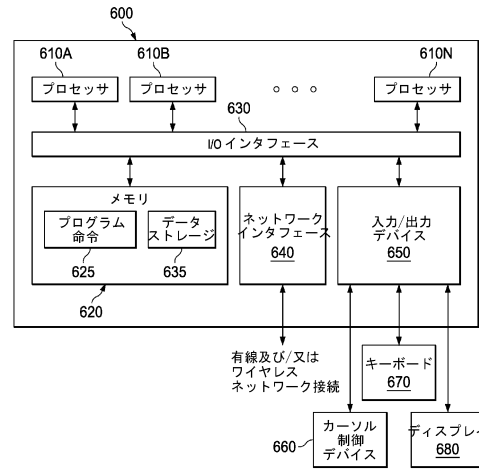 600
610A
610B
610N
プロセッサ
プロセッサ
○ ○ ○
プロセッサ
630
I/O インタフェース
メモリ
プログラム
命令
データ
ストレージ
625
635
620
ネットワーク
インタフェース
640
入力/出力
デバイス
650
有線及び/又は
ワイヤレス
ネットワーク接続
キーボード
670
660
カーソル
制御
デバイス
ディスプレイ
680